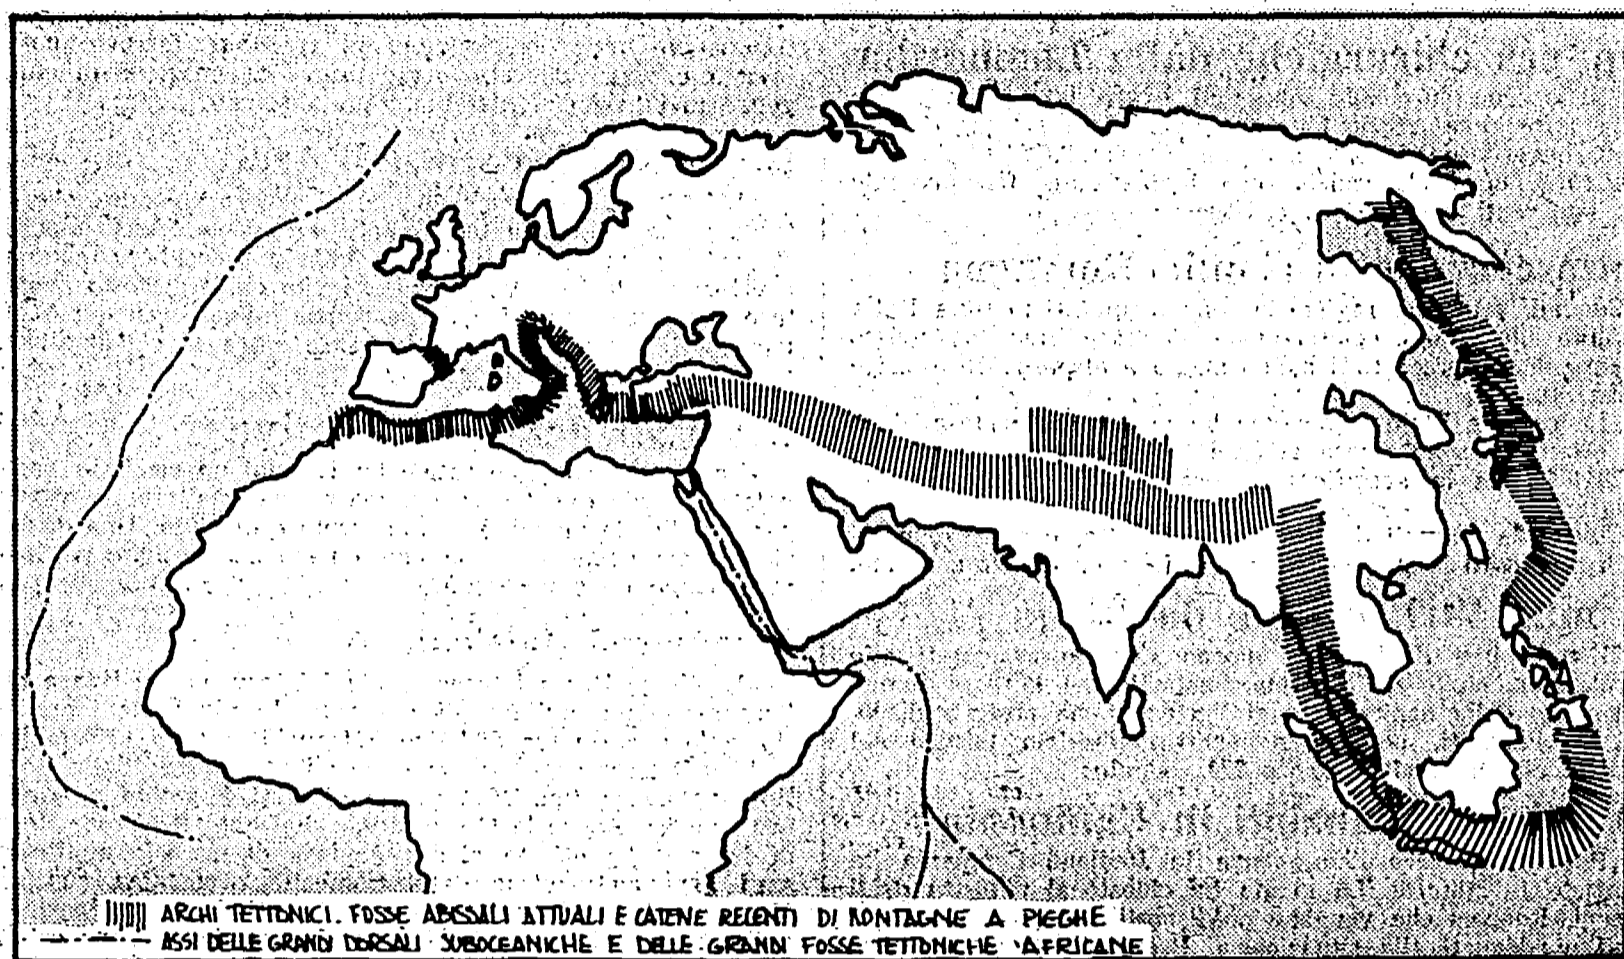 ARCHI TETTONICI. FOSSE ABISSALI ATTUALI E CATENE RECENTI DI MONTAGNE A PIEGHE
ASSI DELLE GRANDI DORSALI SUBOCEANICHE E DELLE GRANDI FOSSE TETTONICHE AFRICANE